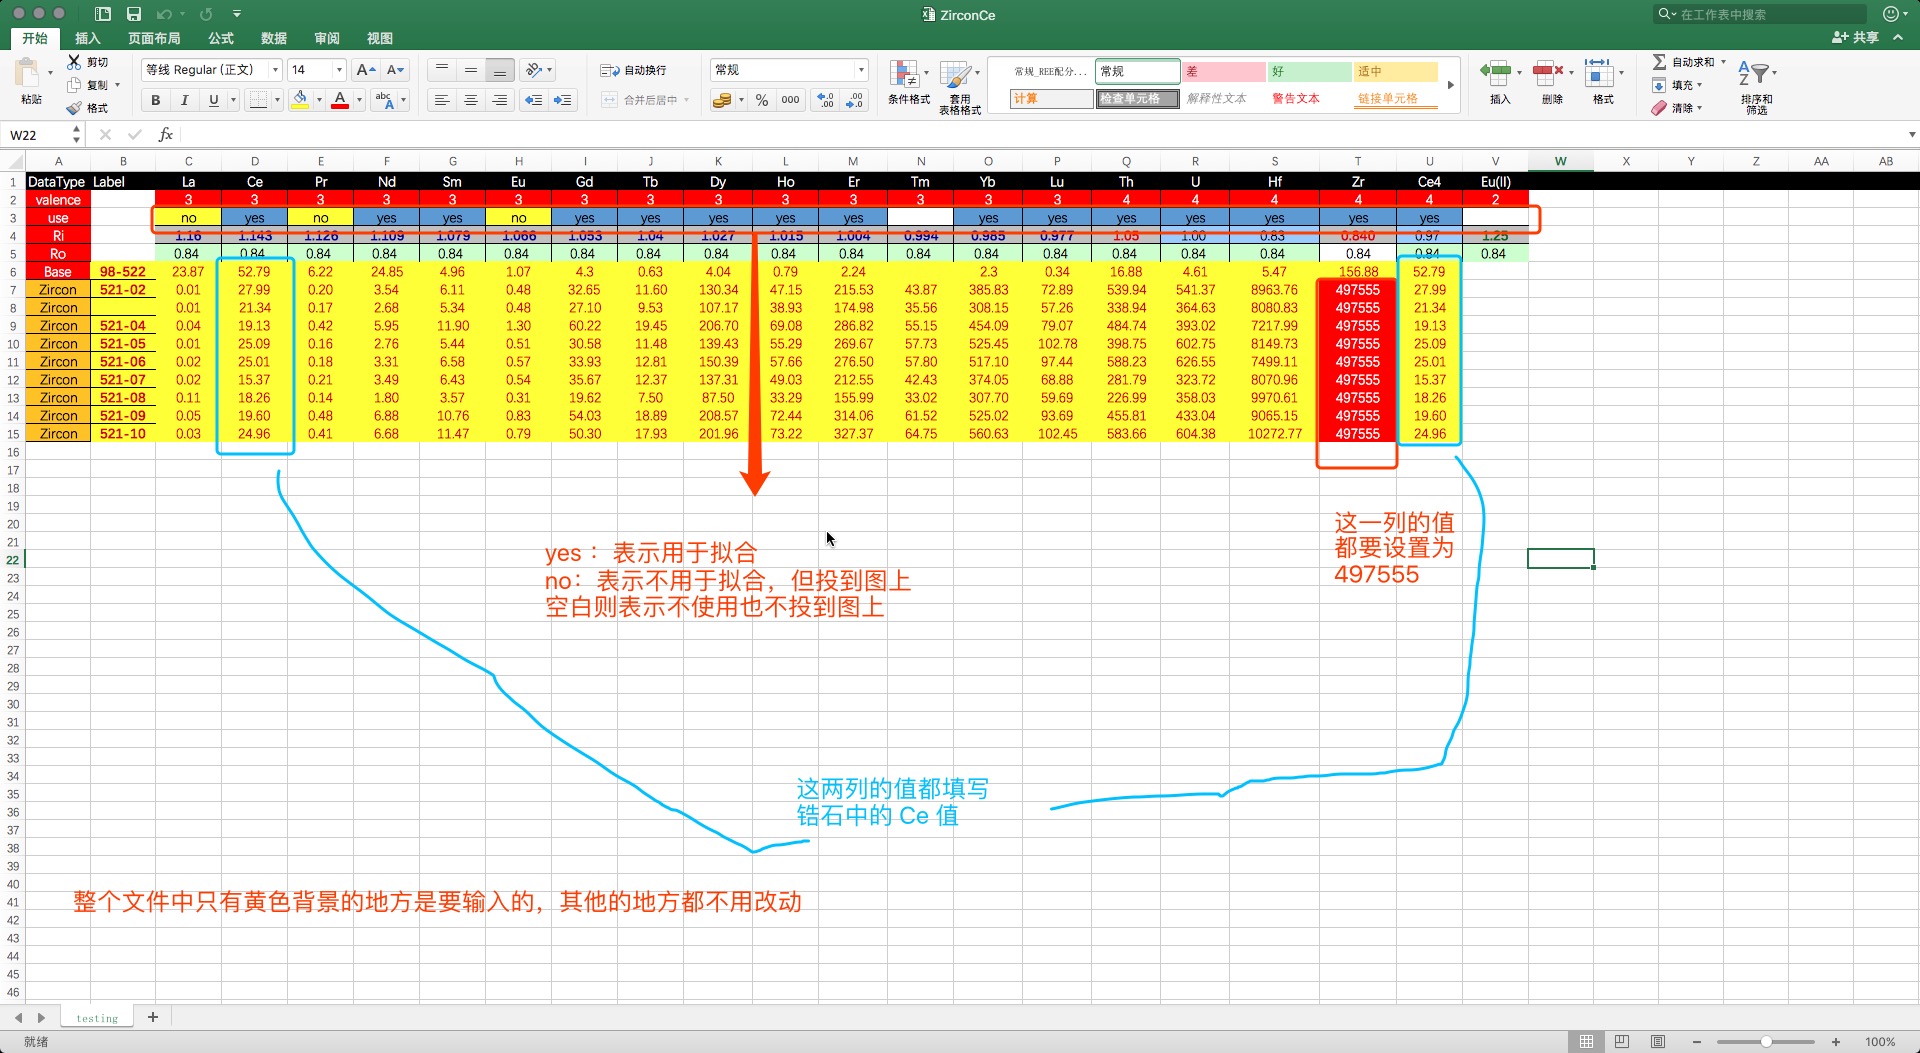 ZirconCe
在工作表中搜索
开始 插入 页面布局 公式 数据 审阅 视图
共享
粘贴 剪切 复制 格式
等线 Regular (正文) 14
自动换行
合并后居中
常规
条件格式 套用表格格式
常规_REE配分... 常规 差 好 适中
计算 检查单元格 解释性文本 警告文本 链接单元格
插入 删除 格式
自动求和 填充 清除 排序和筛选
W22 fx
A B C D E F G H I J K L M N O P Q R S T U V W X Y Z AA AB
1 DataType Label La Ce Pr Nd Sm Eu Gd Tb Dy Ho Er Tm Yb Lu Th U Hf Zr Ce4 Eu(II)
2 valence 3 3 3 3 3 3 3 3 3 3 3 3 3 3 4 4 4 4 4 2
3 use no yes no yes yes no yes yes yes yes yes yes yes yes yes yes yes yes
4 Ri 1.16 1.143 1.126 1.109 1.079 1.066 1.053 1.04 1.027 1.015 1.004 0.994 0.985 0.977 1.05 1.00 0.83 0.840 0.97 1.25
5 Ro 0.84 0.84 0.84 0.84 0.84 0.84 0.84 0.84 0.84 0.84 0.84 0.84 0.84 0.84 0.84 0.84 0.84 0.84 0.84 0.84
6 Base 98-522 23.87 52.79 6.22 24.85 4.96 1.07 4.3 0.63 4.04 0.79 2.24 2.3 0.34 16.88 4.61 5.47 156.88 52.79
7 Zircon 521-02 0.01 27.99 0.20 3.54 6.11 0.48 32.65 11.60 130.34 47.15 215.53 43.87 385.83 72.89 539.94 541.37 8963.76 497555 27.99
8 Zircon 0.01 21.34 0.17 2.68 5.34 0.48 27.10 9.53 107.17 38.93 174.98 35.56 308.15 57.26 338.94 364.63 8080.83 497555 21.34
9 Zircon 521-04 0.04 19.13 0.42 5.95 11.90 1.30 60.22 19.45 206.70 69.08 286.82 55.15 454.09 79.07 484.74 393.02 7217.99 497555 19.13
10 Zircon 521-05 0.01 25.09 0.16 2.76 5.44 0.51 30.58 11.48 139.43 55.29 269.67 57.73 525.45 102.78 398.75 602.75 8149.73 497555 25.09
11 Zircon 521-06 0.02 25.01 0.18 3.31 6.58 0.57 33.93 12.81 150.39 57.66 276.50 57.80 517.10 97.44 588.23 626.55 7499.11 497555 25.01
12 Zircon 521-07 0.02 15.37 0.21 3.49 6.43 0.54 35.67 12.37 137.31 49.03 212.55 42.43 374.05 68.88 281.79 323.72 8070.96 497555 15.37
13 Zircon 521-08 0.11 18.26 0.14 1.80 3.57 0.31 19.62 7.50 87.50 33.29 155.99 33.02 307.70 59.69 226.99 358.03 9970.61 497555 18.26
14 Zircon 521-09 0.05 19.60 0.48 6.88 10.76 0.83 54.03 18.89 208.57 72.44 314.06 61.52 525.02 93.69 455.81 433.04 9065.15 497555 19.60
15 Zircon 521-10 0.03 24.96 0.41 6.68 11.47 0.79 50.30 17.93 201.96 73.22 327.37 64.75 560.63 102.45 583.66 604.38 10272.77 497555 24.96
16
17
18
19
20
21
22
23
24
25
26
27
28
29
30
31
32
33
34
35
36
37
38
39
40
41
42
43
44
45
46
这一列的值
都要设置为
497555
yes ：表示用于拟合
no：表示不用于拟合，但投到图上
空白则表示不使用也不投到图上
这两列的值都填写
锆石中的 Ce 值
整个文件中只有黄色背景的地方是要输入的，其他的地方都不用改动
testing
就绪
100%